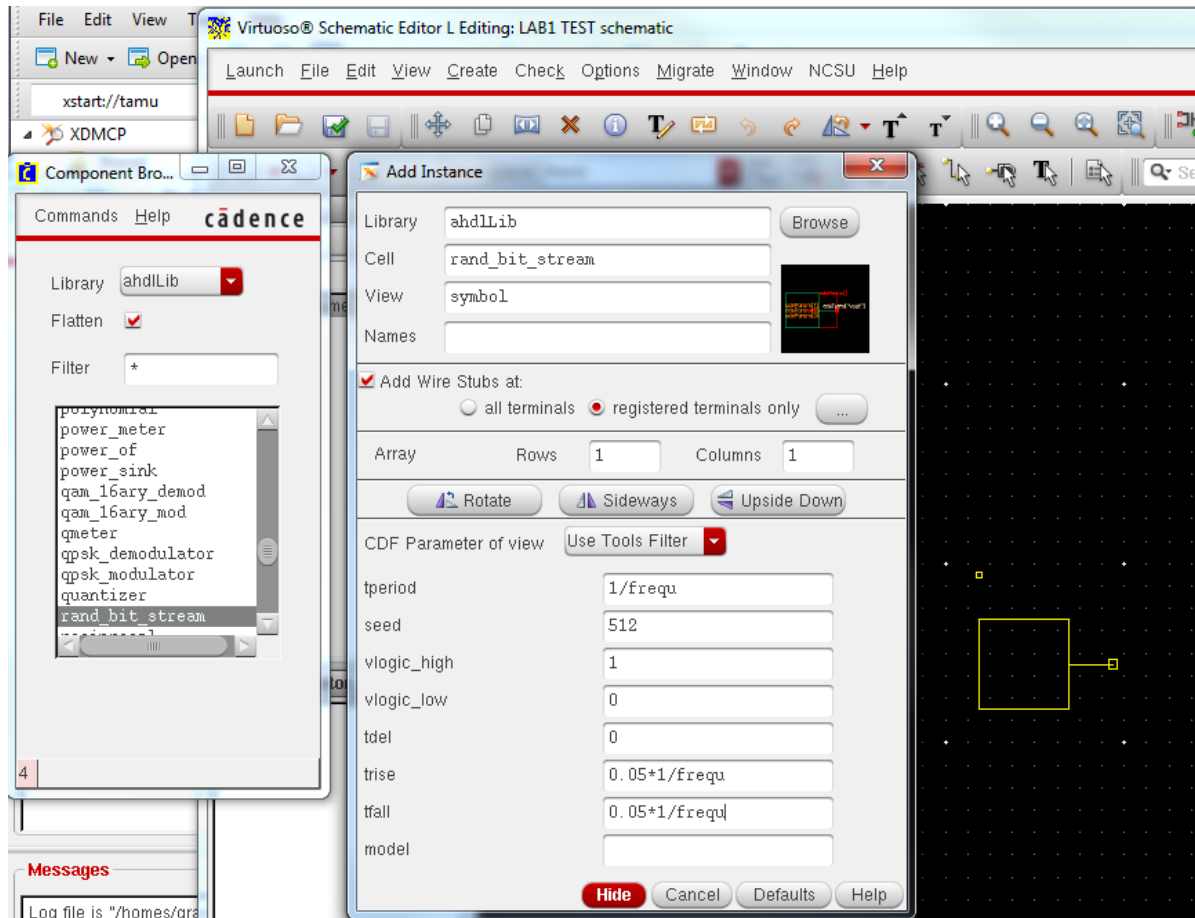 File Edit View
Virtuoso® Schematic Editor L Editing: LAB1 TEST schematic
New Open
Launch File Edit View Create Check Options Migrate Window NCSU Help
xstart://tamu
XDMCP
Component Bro...
Commands Help cādence
Library ahdlLib
Flatten
Filter *
power_meter
power_of
power_sink
qam_16ary_demod
qam_16ary_mod
qmeter
qpsk_demodulator
qpsk_modulator
quantizer
rand_bit_stream
4
Messages
Log file is "/homes/gra
Add Instance
Library ahdlLib Browse
Cell rand_bit_stream
View symbol
Names
Add Wire Stubs at:
all terminals registered terminals only ...
Array Rows 1 Columns 1
Rotate Sideways Upside Down
CDF Parameter of view Use Tools Filter
tperiod 1/frequ
seed 512
vlogic_high 1
vlogic_low 0
tdel 0
trise 0.05*1/frequ
tfall 0.05*1/frequ
model
Hide Cancel Defaults Help